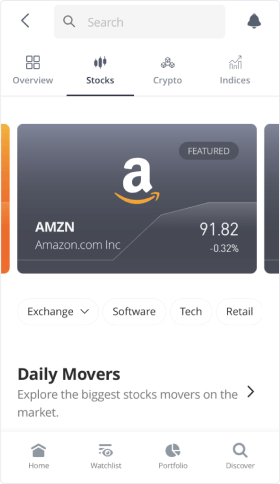 Search
Overview Stocks Crypto Indices
FEATURED
a
AMZN 91.82
Amazon.com Inc -0.32%
Exchange Software Tech Retail
Daily Movers
Explore the biggest stocks movers on the
market.
Home Watchlist Portfolio Discover